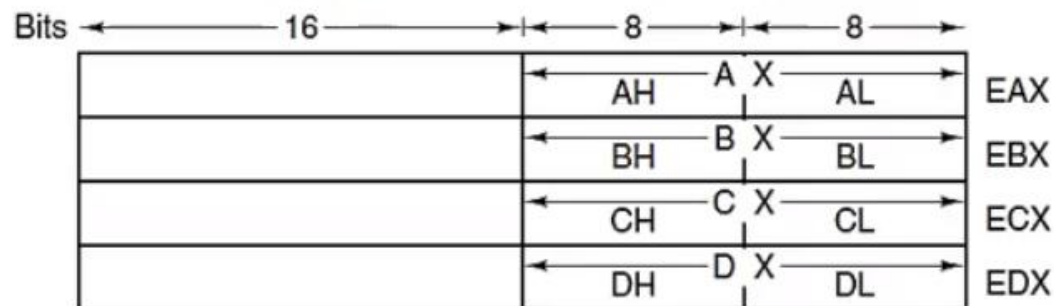 Bits 16 8 8
A X
AH AL EAX
B X
BH BL EBX
C X
CH CL ECX
D X
DH DL EDX